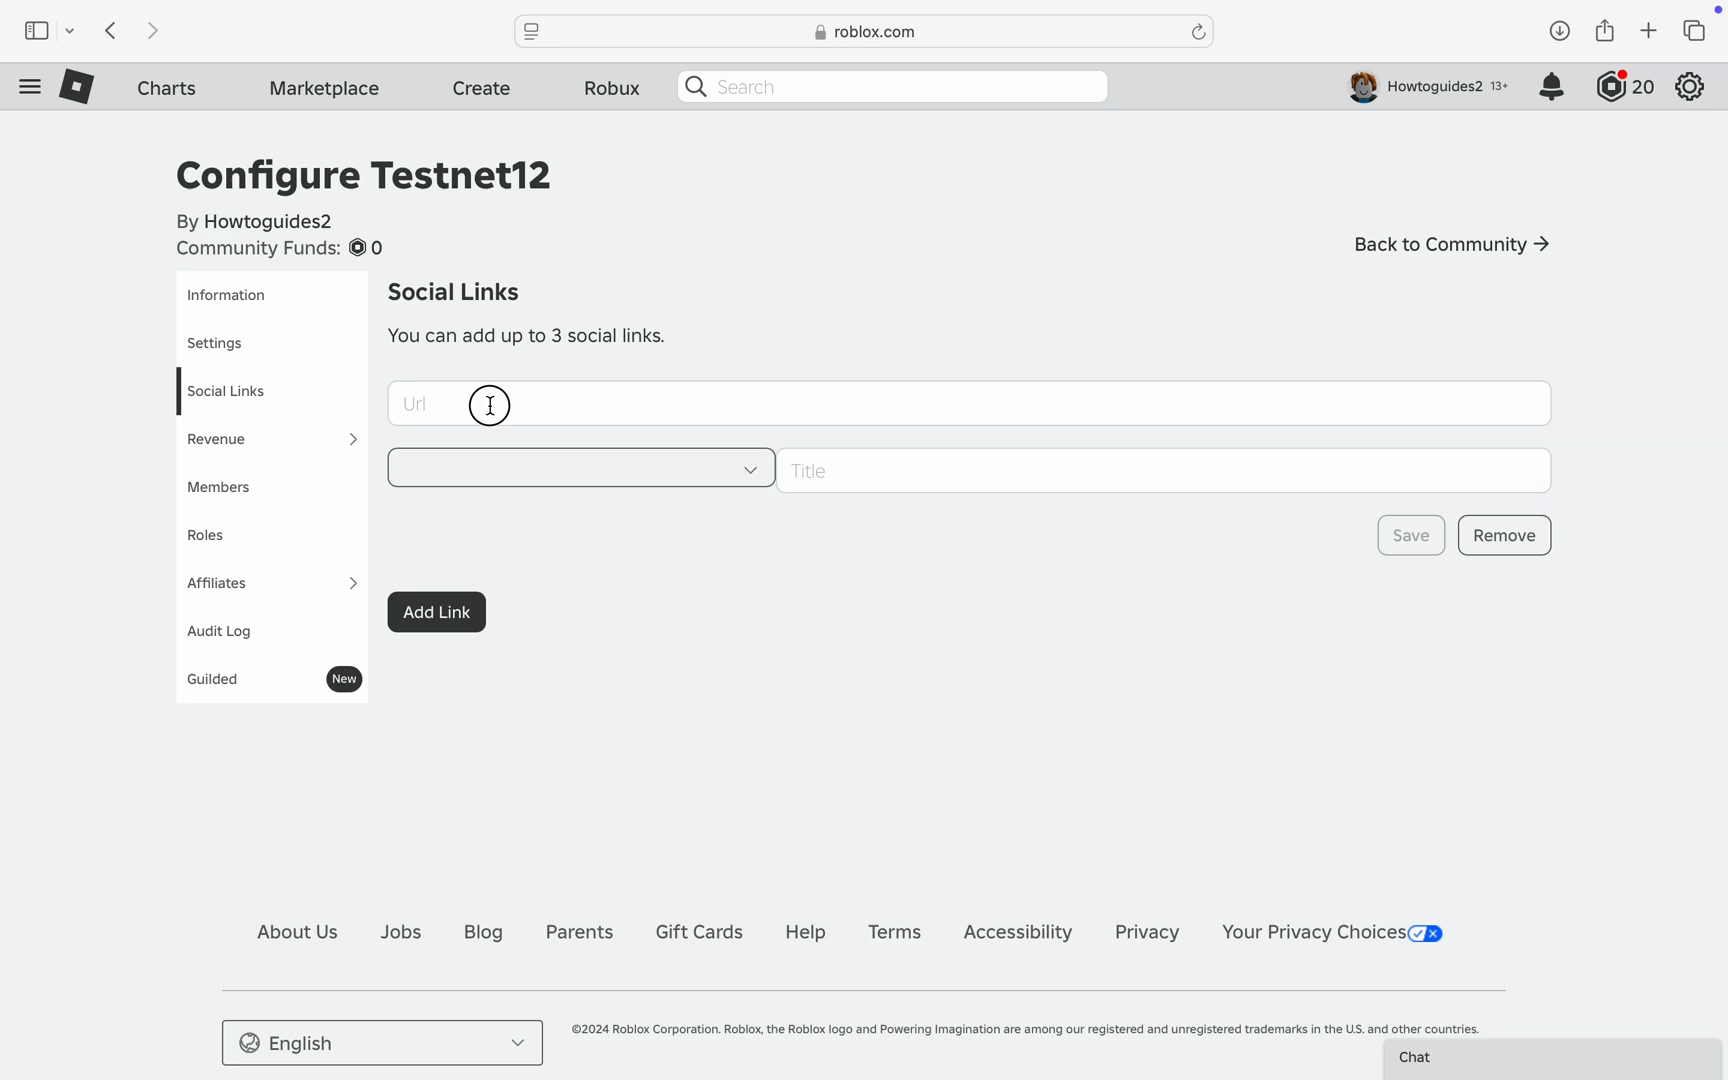 roblox.com
Charts
Marketplace
Create
Robux
Search
Howtoguides2 13+
20
Configure Testnet12
By Howtoguides2
Community Funds: 0
Back to Community →
Information
Settings
Social Links
Revenue
Members
Roles
Affiliates
Audit Log
Guilded
New
Social Links
You can add up to 3 social links.
Url
Title
Save
Remove
Add Link
About Us
Jobs
Blog
Parents
Gift Cards
Help
Terms
Accessibility
Privacy
Your Privacy Choices
English
©2024 Roblox Corporation. Roblox, the Roblox logo and Powering Imagination are among our registered and unregistered trademarks in the U.S. and other countries.
Chat